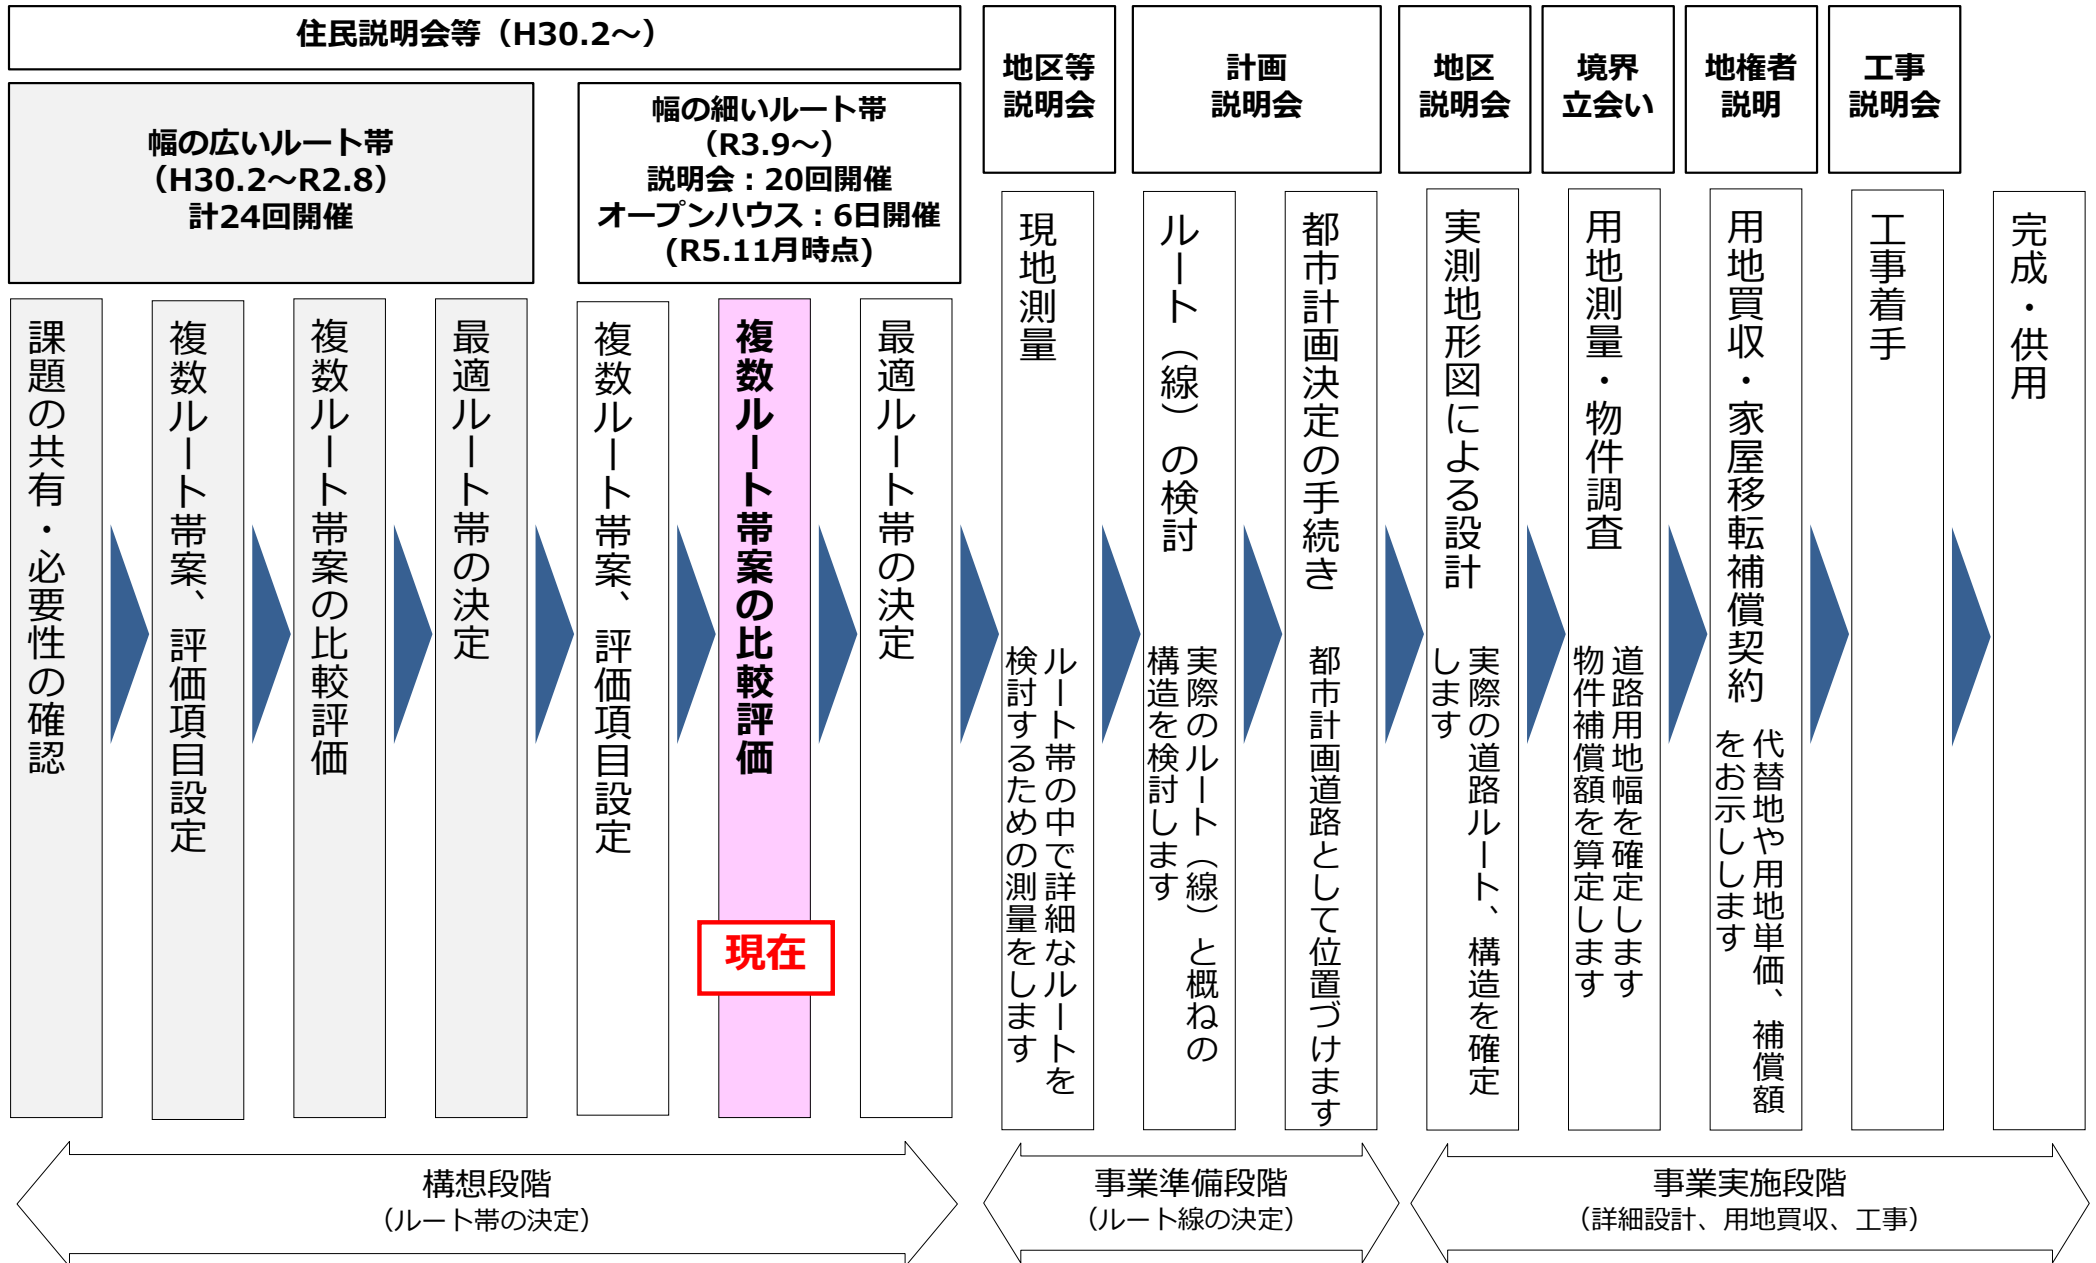 住民説明会等（H30.2～）
幅の広いルート帯
（H30.2～R2.8）
計24回開催
幅の細いルート帯
（R3.9～）
説明会：20回開催
オープンハウス：6日開催
(R5.11月時点)
地区等
説明会
計画
説明会
地区
説明会
境界
立会い
地権者
説明
工事
説明会
課題の共有・必要性の確認
複数ルート帯案、評価項目設定
複数ルート帯案の比較評価
最適ルート帯の決定
複数ルート帯案、評価項目設定
複数ルート帯案の比較評価
現在
最適ルート帯の決定
現地測量
ルート帯の中で詳細なルートを
検討するための測量をします
ルート（線）の検討
実際のルート（線）と概ねの
構造を検討します
都市計画決定の手続き
都市計画道路として位置づけます
実測地形図による設計
実際の道路ルート、構造を確定
します
用地測量・物件調査
道路用地幅を確定します
物件補償額を算定します
用地買収・家屋移転補償契約
代替地や用地単価、補償額
をお示しします
工事着手
完成・供用
構想段階
（ルート帯の決定）
事業準備段階
（ルート線の決定）
事業実施段階
（詳細設計、用地買収、工事）